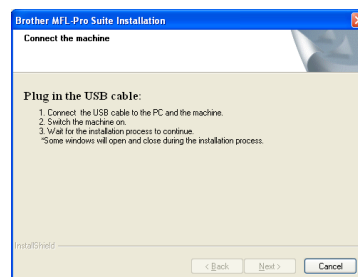 Brother MFL-Pro Suite Installation
Connect the machine
Plug in the USB cable:
1. Connect the USB cable to the PC and the machine.
2. Switch the machine on.
3. Wait for the installation process to continue.
*Some windows will open and close during the installation process.
InstallShield
< Back Next > Cancel